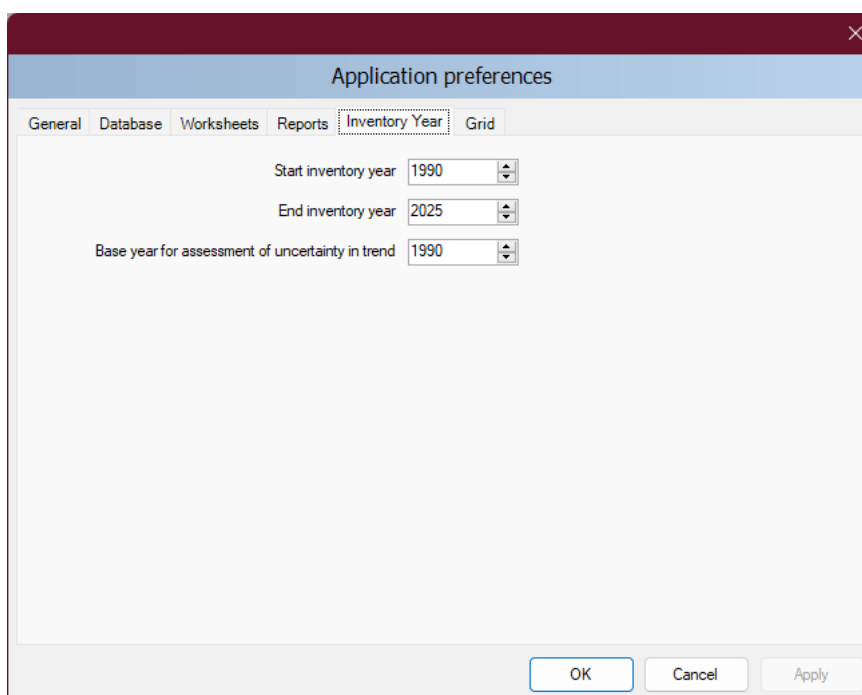 Application preferences
General Database Worksheets Reports Inventory Year Grid
Start inventory year 1990
End inventory year 2025
Base year for assessment of uncertainty in trend 1990
OK Cancel Apply